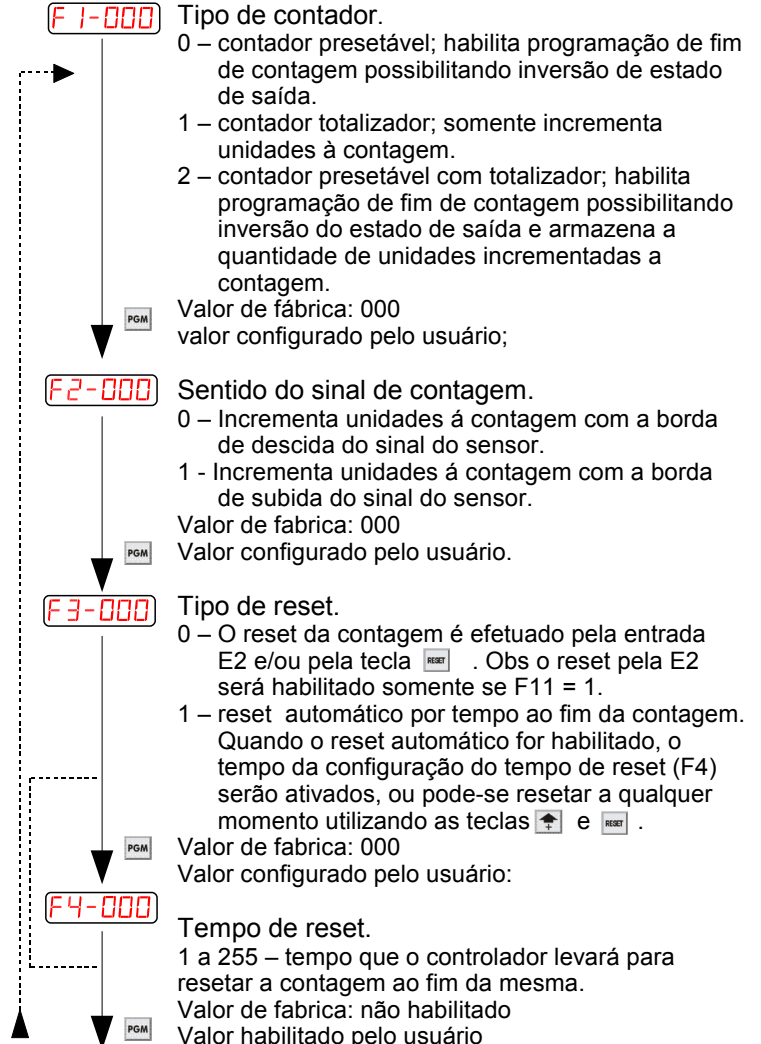 F1-000
Tipo de contador.
0 – contador presetável; habilita programação de fim
de contagem possibilitando inversão de estado
de saída.
1 – contador totalizador; somente incrementa
unidades à contagem.
2 – contador presetável com totalizador; habilita
programação de fim de contagem possibilitando
inversão do estado de saída e armazena a
quantidade de unidades incrementadas a
contagem.
PGM
Valor de fábrica: 000
valor configurado pelo usuário;
F2-000
Sentido do sinal de contagem.
0 – Incrementa unidades á contagem com a borda
de descida do sinal do sensor.
1 - Incrementa unidades á contagem com a borda
de subida do sinal do sensor.
Valor de fabrica: 000
PGM
Valor configurado pelo usuário.
F3-000
Tipo de reset.
0 – O reset da contagem é efetuado pela entrada
E2 e/ou pela tecla RESET . Obs o reset pela E2
será habilitado somente se F11 = 1.
1 – reset automático por tempo ao fim da contagem.
Quando o reset automático for habilitado, o
tempo da configuração do tempo de reset (F4)
serão ativados, ou pode-se resetar a qualquer
momento utilizando as teclas + e RESET .
PGM
Valor de fabrica: 000
Valor configurado pelo usuário:
F4-000
Tempo de reset.
1 a 255 – tempo que o controlador levará para
resetar a contagem ao fim da mesma.
Valor de fabrica: não habilitado
PGM
Valor habilitado pelo usuário